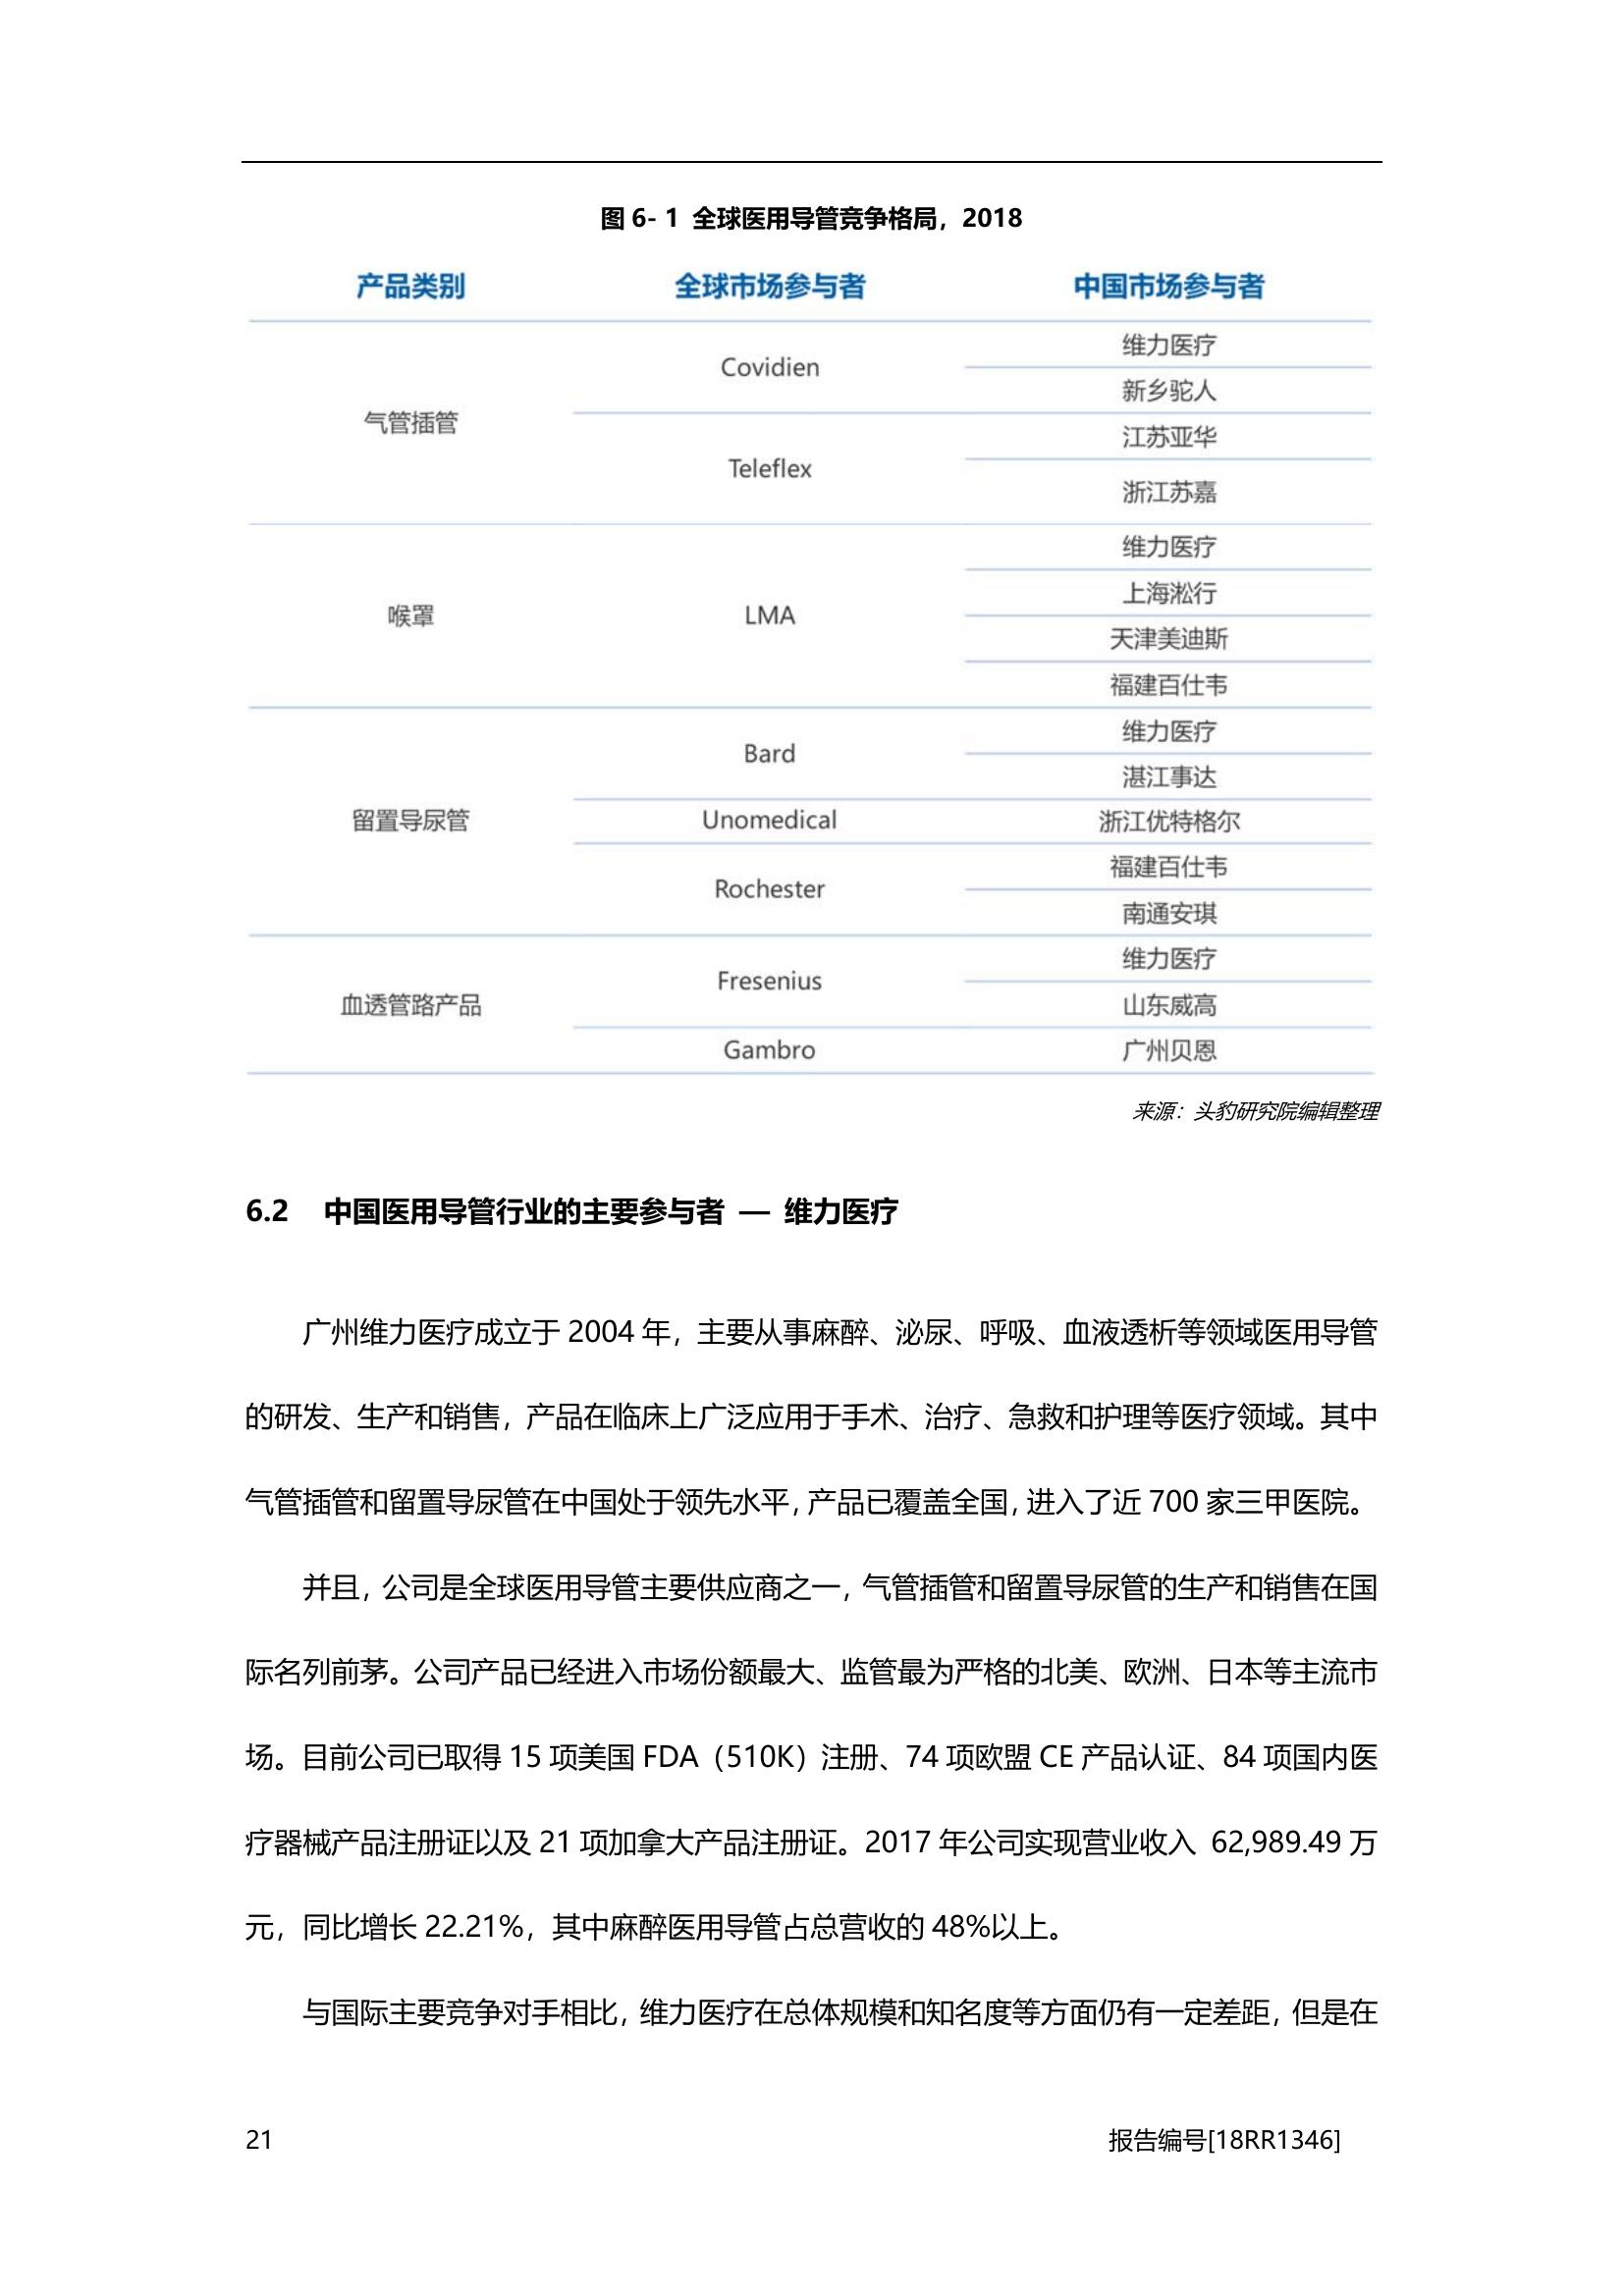 图 6- 1 全球医用导管竞争格局，2018
产品类别 全球市场参与者 中国市场参与者
气管插管 Covidien 维力医疗
新乡驼人
Teleflex 江苏亚华
浙江苏嘉
喉罩 LMA 维力医疗
上海淞行
天津美迪斯
福建百仕韦
留置导尿管 Bard 维力医疗
湛江事达
Unomedical 浙江优特格尔
Rochester 福建百仕韦
南通安琪
血透管路产品 Fresenius 维力医疗
山东威高
Gambro 广州贝恩
来源：头豹研究院编辑整理
6.2 中国医用导管行业的主要参与者 — 维力医疗
广州维力医疗成立于 2004 年，主要从事麻醉、泌尿、呼吸、血液透析等领域医用导管
的研发、生产和销售，产品在临床上广泛应用于手术、治疗、急救和护理等医疗领域。其中
气管插管和留置导尿管在中国处于领先水平，产品已覆盖全国，进入了近 700 家三甲医院。
并且，公司是全球医用导管主要供应商之一，气管插管和留置导尿管的生产和销售在国
际名列前茅。公司产品已经进入市场份额最大、监管最为严格的北美、欧洲、日本等主流市
场。目前公司已取得 15 项美国 FDA（510K）注册、74 项欧盟 CE 产品认证、84 项国内医
疗器械产品注册证以及 21 项加拿大产品注册证。2017 年公司实现营业收入 62,989.49 万
元，同比增长 22.21%，其中麻醉医用导管占总营收的 48%以上。
与国际主要竞争对手相比，维力医疗在总体规模和知名度等方面仍有一定差距，但是在
21 报告编号[18RR1346]